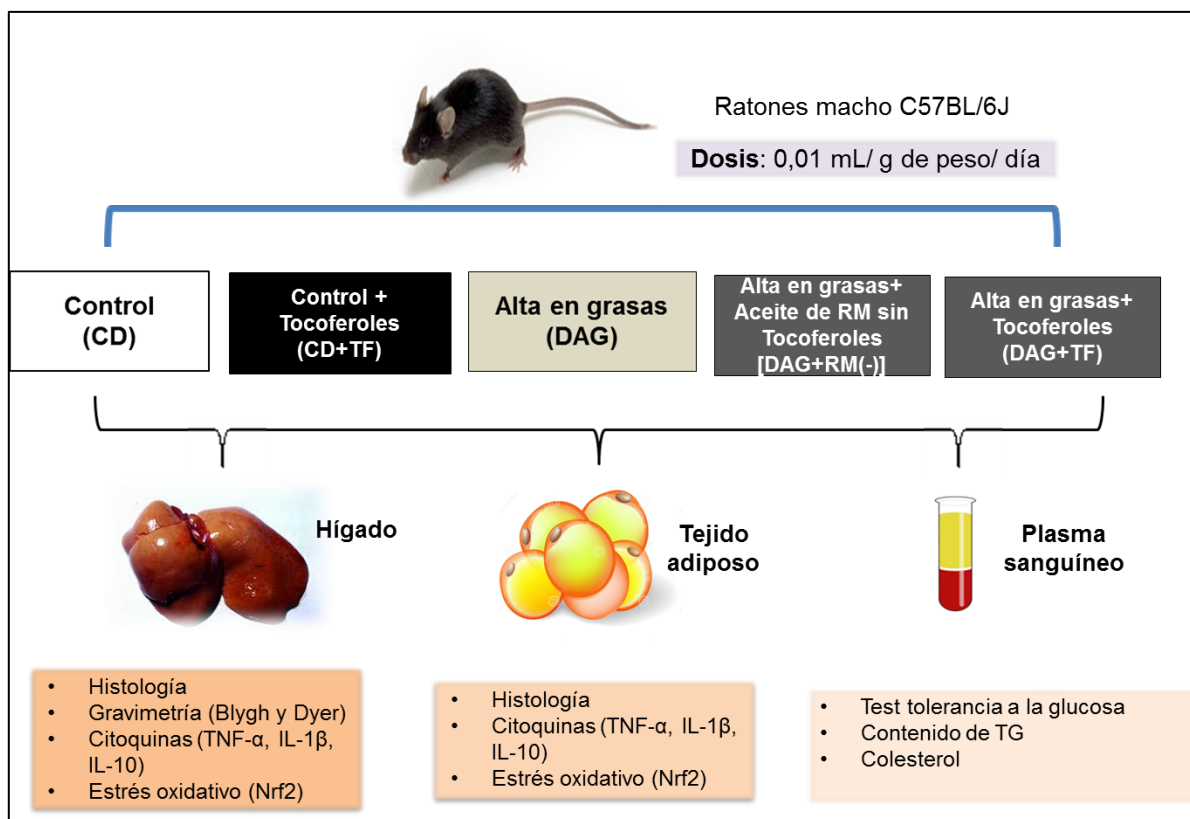 Ratones macho C57BL/6J
Dosis: 0,01 mL/ g de peso/ día
Control
(CD)
Control +
Tocoferoles
(CD+TF)
Alta en grasas
(DAG)
Alta en grasas+
Aceite de RM sin
Tocoferoles
[DAG+RM(-)]
Alta en grasas+
Tocoferoles
(DAG+TF)
Hígado
Tejido
adiposo
Plasma
sanguíneo
• Histología
• Gravimetría (Blygh y Dyer)
• Citoquinas (TNF-α, IL-1β,
IL-10)
• Estrés oxidativo (Nrf2)
• Histología
• Citoquinas (TNF-α, IL-1β,
IL-10)
• Estrés oxidativo (Nrf2)
• Test tolerancia a la glucosa
• Contenido de TG
• Colesterol